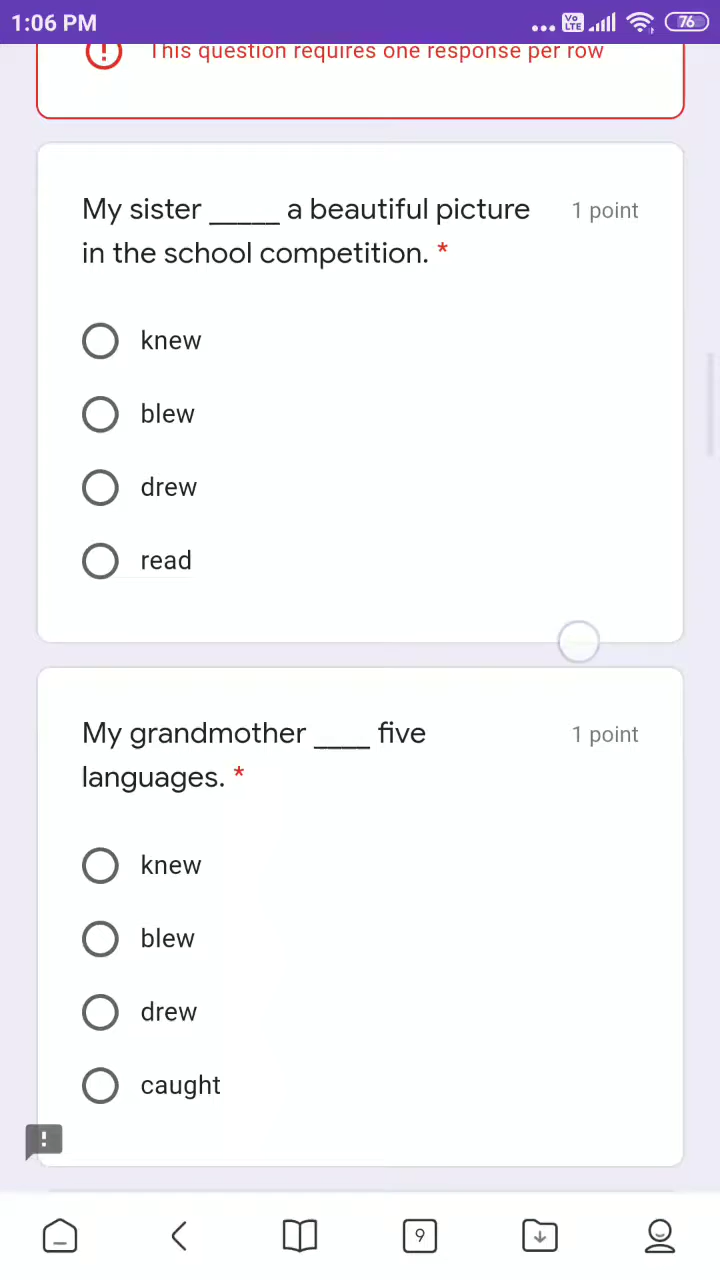 1:06 PM
Vo LTE 76
This question requires one response per row
My sister _____ a beautiful picture 1 point
in the school competition. *
knew
blew
drew
read
My grandmother ____ five 1 point
languages. *
knew
blew
drew
caught
9